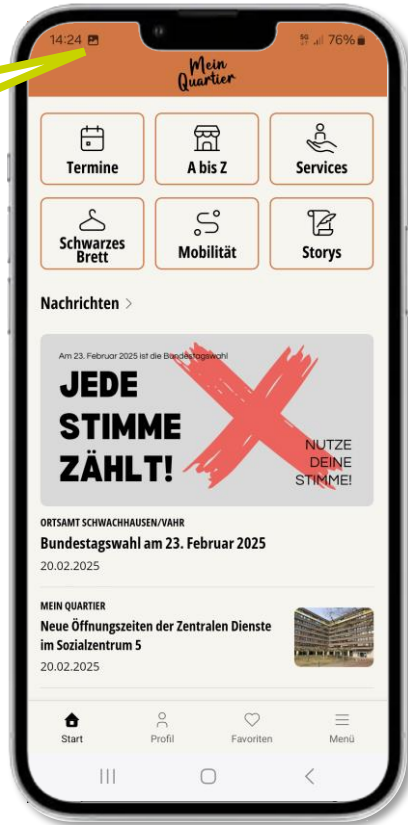 14:24
5G 76%
Mein
Quartier
Termine
A bis Z
Services
Schwarzes
Brett
Mobilität
Storys
Nachrichten >
Am 23. Februar 2025 ist die Bundestagswahl
JEDE
STIMME
ZÄHLT!
NUTZE
DEINE
STIMME!
ORTSAMT SCHWACHHAUSEN/VAHR
Bundestagswahl am 23. Februar 2025
20.02.2025
MEIN QUARTIER
Neue Öffnungszeiten der Zentralen Dienste
im Sozialzentrum 5
20.02.2025
Start
Profil
Favoriten
Menü